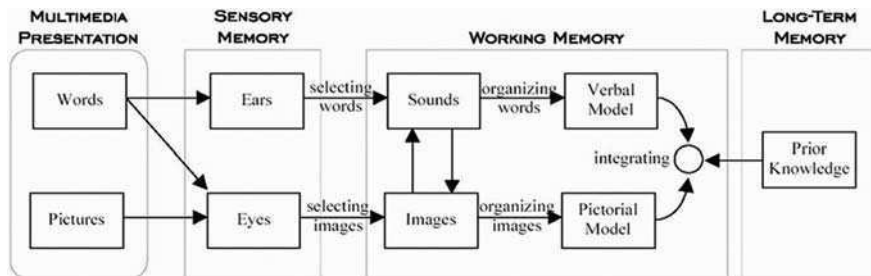 MULTIMEDIA
PRESENTATION
SENSORY
MEMORY
WORKING MEMORY
LONG-TERM
MEMORY
Words
Ears
selecting
words
Sounds
organizing
words
Verbal
Model
integrating
Prior
Knowledge
Pictures
Eyes
selecting
images
Images
organizing
images
Pictorial
Model